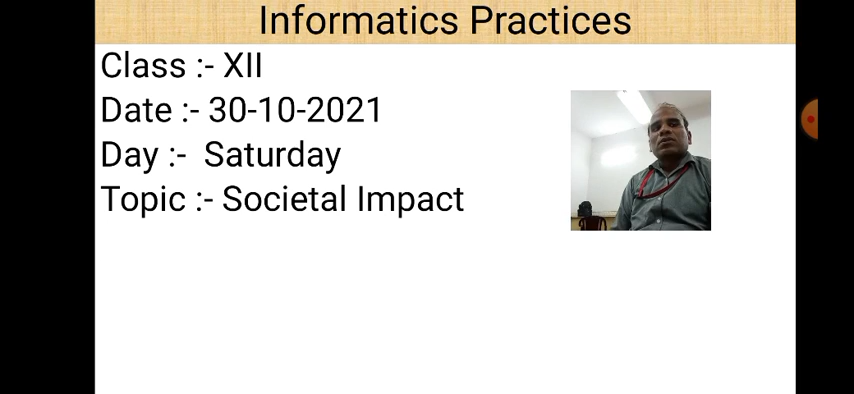 Informatics Practices
Class :- XII
Date :- 30-10-2021
Day :-  Saturday
Topic :- Societal Impact